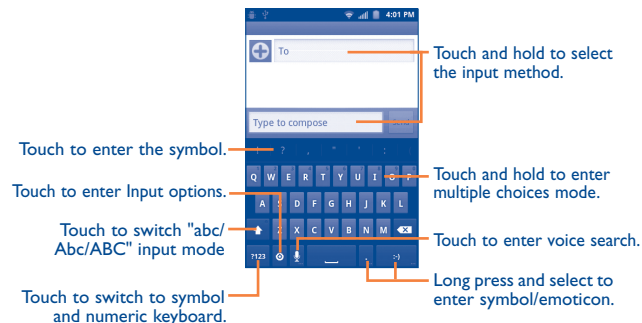 4:01 PM
To
Touch and hold to select
the input method.
Type to compose
Touch to enter the symbol.
! ? , " ' :
Q W E R T Y U I O P
Touch and hold to enter
multiple choices mode.
Touch to enter Input options.
A S D F G H J K L
Touch to switch "abc/
Abc/ABC" input mode
Z X C V B N M
Touch to enter voice search.
?123 . :-)
Long press and select to
enter symbol/emoticon.
Touch to switch to symbol
and numeric keyboard.